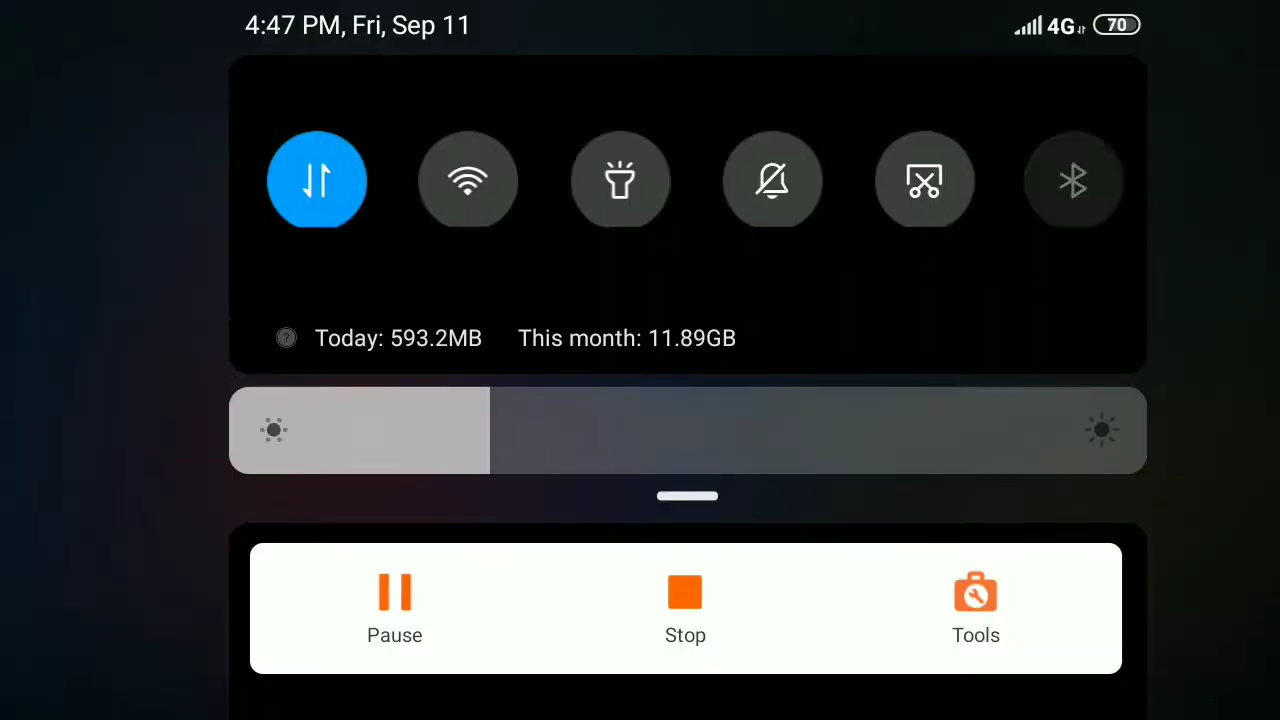 4:47 PM, Fri, Sep 11
4G 70
Today: 593.2MB This month: 11.89GB
Pause Stop Tools